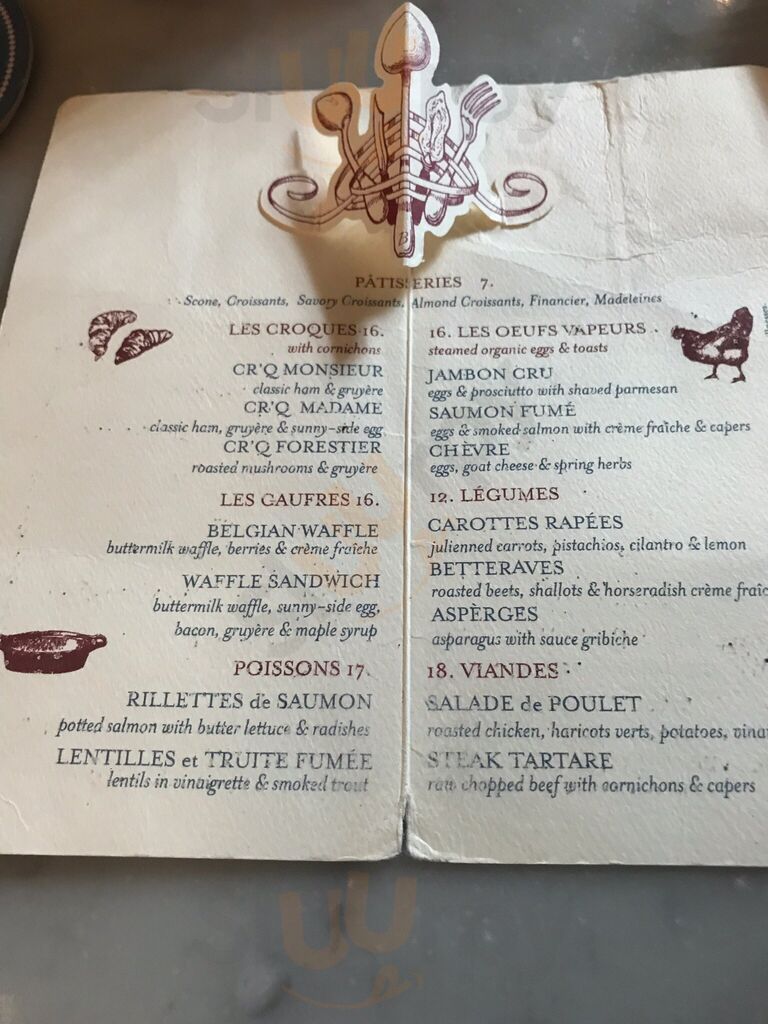 B
PÂTISSERIES 7.
Scone, Croissants, Savory Croissants, Almond Croissants, Financier, Madeleines
LES CROQUES 16.
with cornichons
CR'Q MONSIEUR
classic ham & gruyère
CR'Q MADAME
classic ham, gruyère & sunny-side egg
CR'Q FORESTIER
roasted mushrooms & gruyère
LES GAUFRES 16.
BELGIAN WAFFLE
buttermilk waffle, berries & crème fraîche
WAFFLE SANDWICH
buttermilk waffle, sunny-side egg,
bacon, gruyère & maple syrup
POISSONS 17.
RILLETTES de SAUMON
potted salmon with butter lettuce & radishes
LENTILLES et TRUITE FUMÉE
lentils in vinaigrette & smoked trout
16. LES OEUFS VAPEURS
steamed organic eggs & toasts
JAMBON CRU
eggs & prosciutto with shaved parmesan
SAUMON FUMÉ
eggs & smoked salmon with crème fraîche & capers
CHÈVRE
eggs, goat cheese & spring herbs
12. LÉGUMES
CAROTTES RAPÉES
julienned carrots, pistachios, cilantro & lemon
BETTERAVES
roasted beets, shallots & horseradish crème fraîc
ASPERGES
asparagus with sauce gribiche
18. VIANDES
SALADE de POULET
roasted chicken, haricots verts, potatoes, vina
STEAK TARTARE
raw chopped beef with cornichons & capers